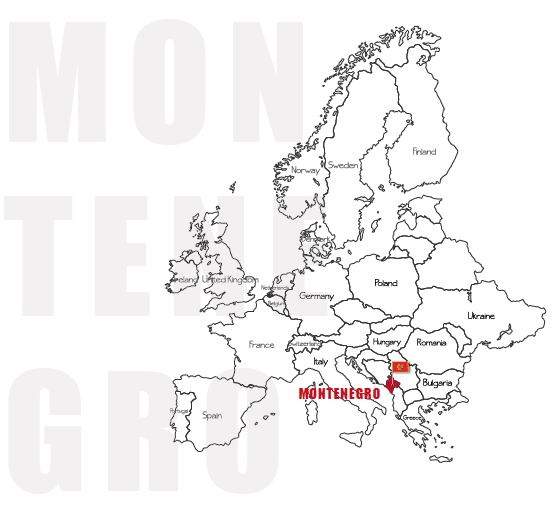 MON
TENE
GRO
Norway
Sweden
Finland
Denmark
Ireland
United Kingdom
Netherlands
Belgium
Germany
Poland
Ukraine
France
Switzerland
Hungary
Romania
Italy
Bulgaria
MONTENEGRO
Portugal
Spain
Greece